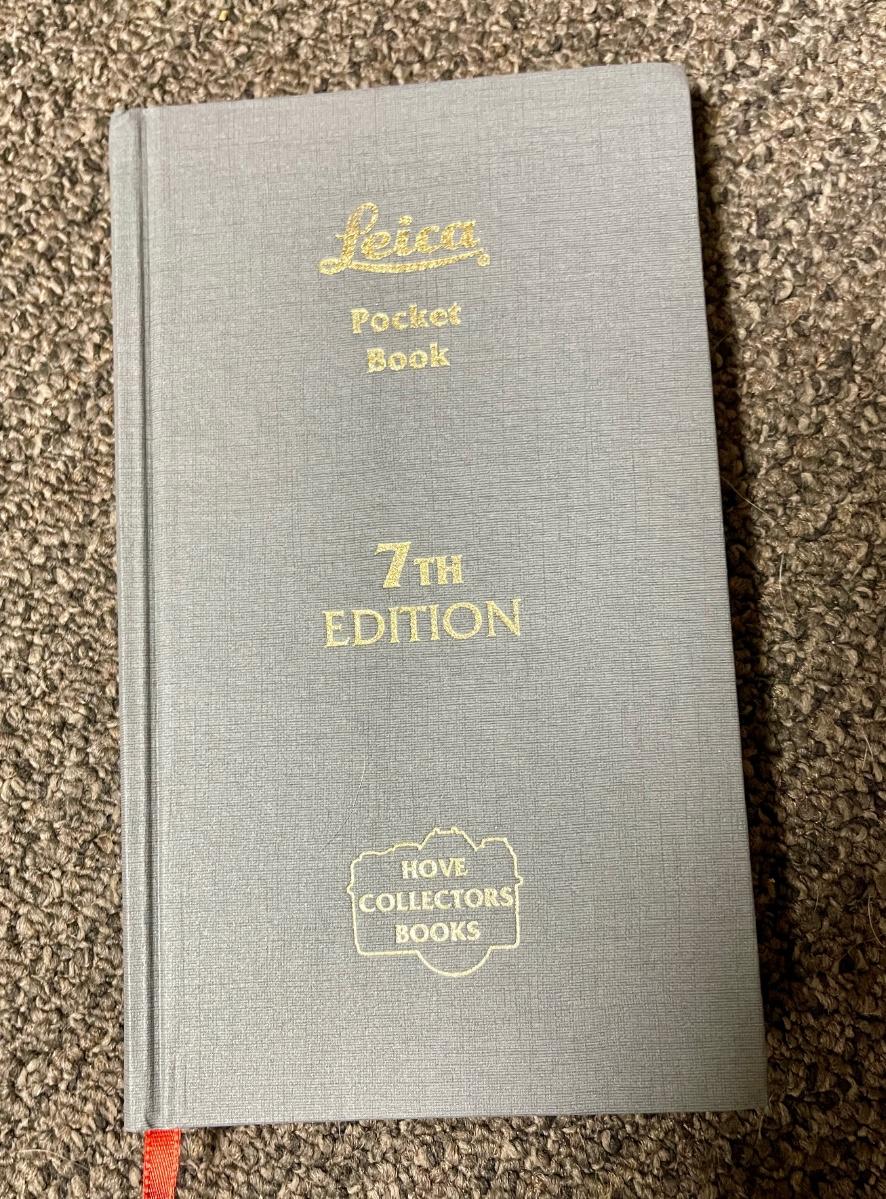 Leica
Pocket
Book
7TH
EDITION
HOVE
COLLECTORS
BOOKS